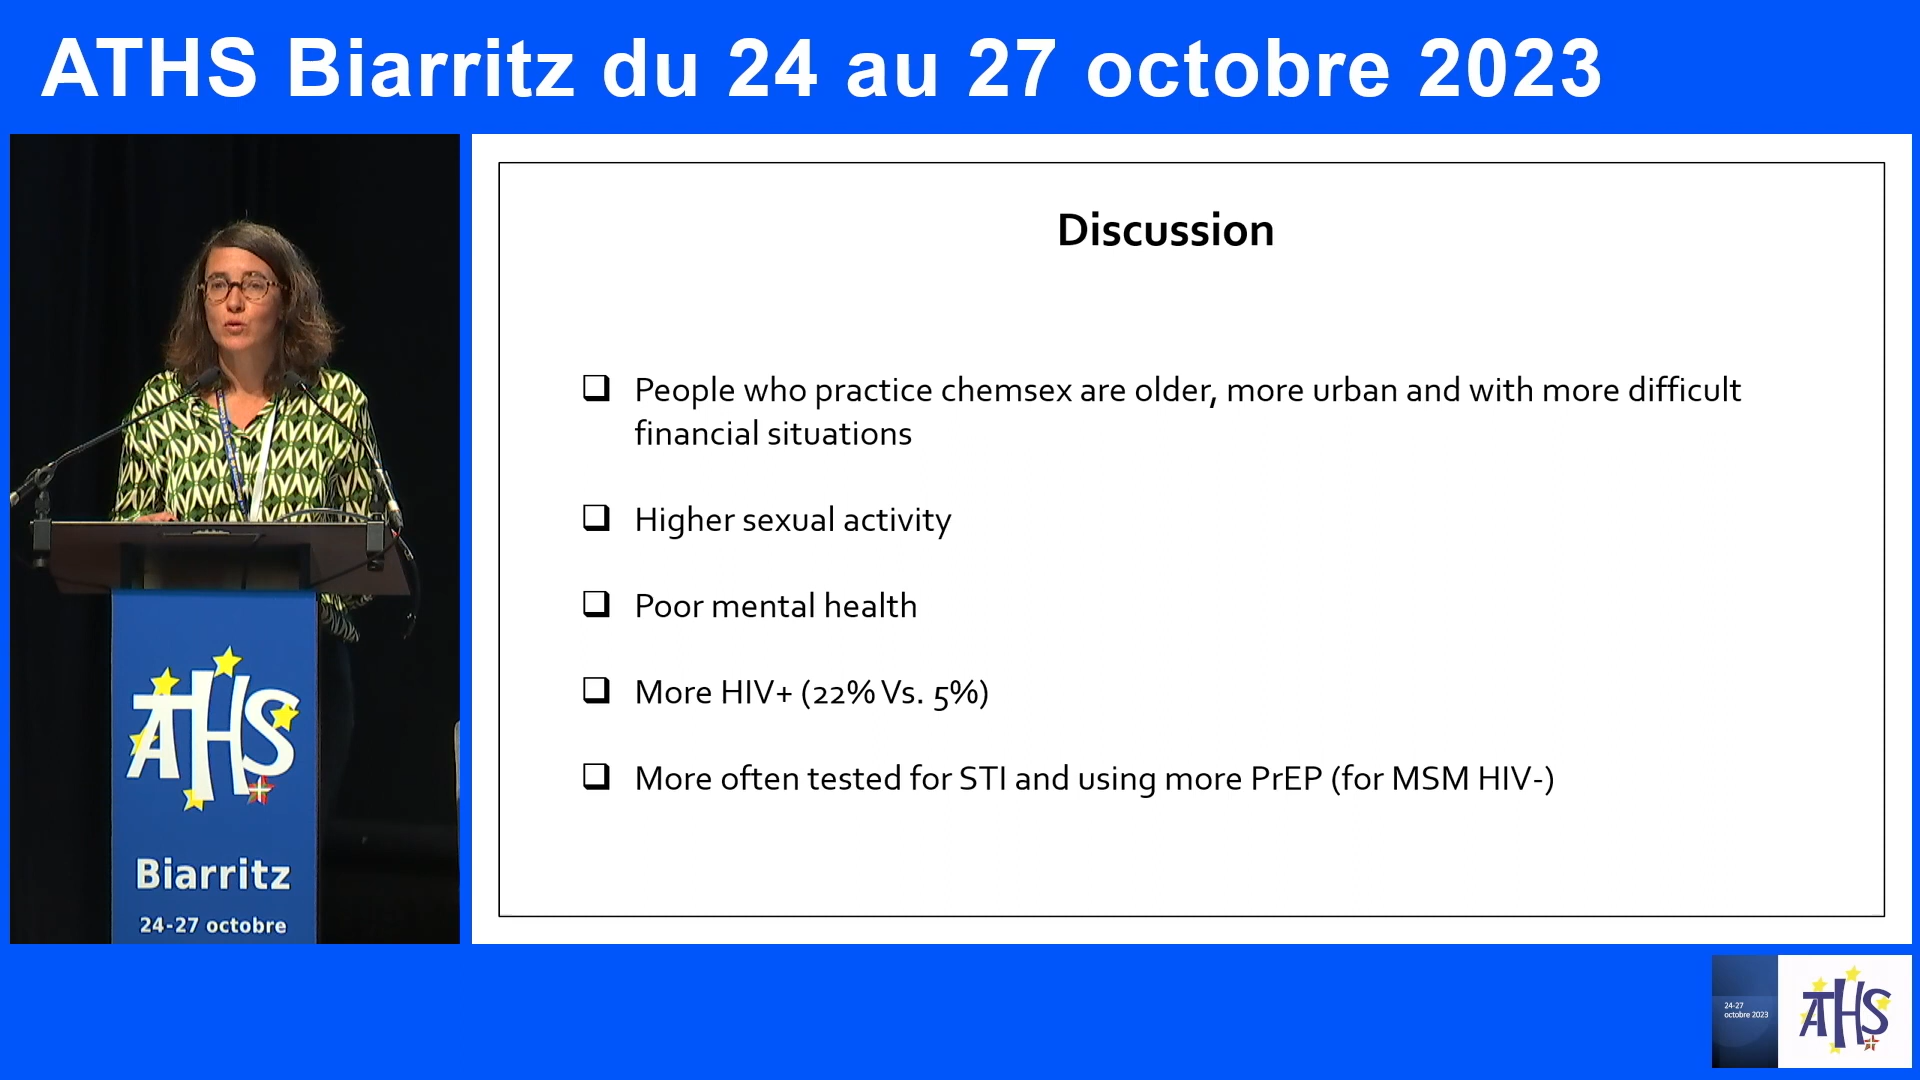 ATHS Biarritz du 24 au 27 octobre 2023
Discussion
People who practice chemsex are older, more urban and with more difficult
financial situations
Higher sexual activity
Poor mental health
More HIV+ (22% Vs. 5%)
More often tested for STI and using more PrEP (for MSM HIV-)
ATHS
Biarritz
24-27 octobre
24-27
octobre 2023
ATHS